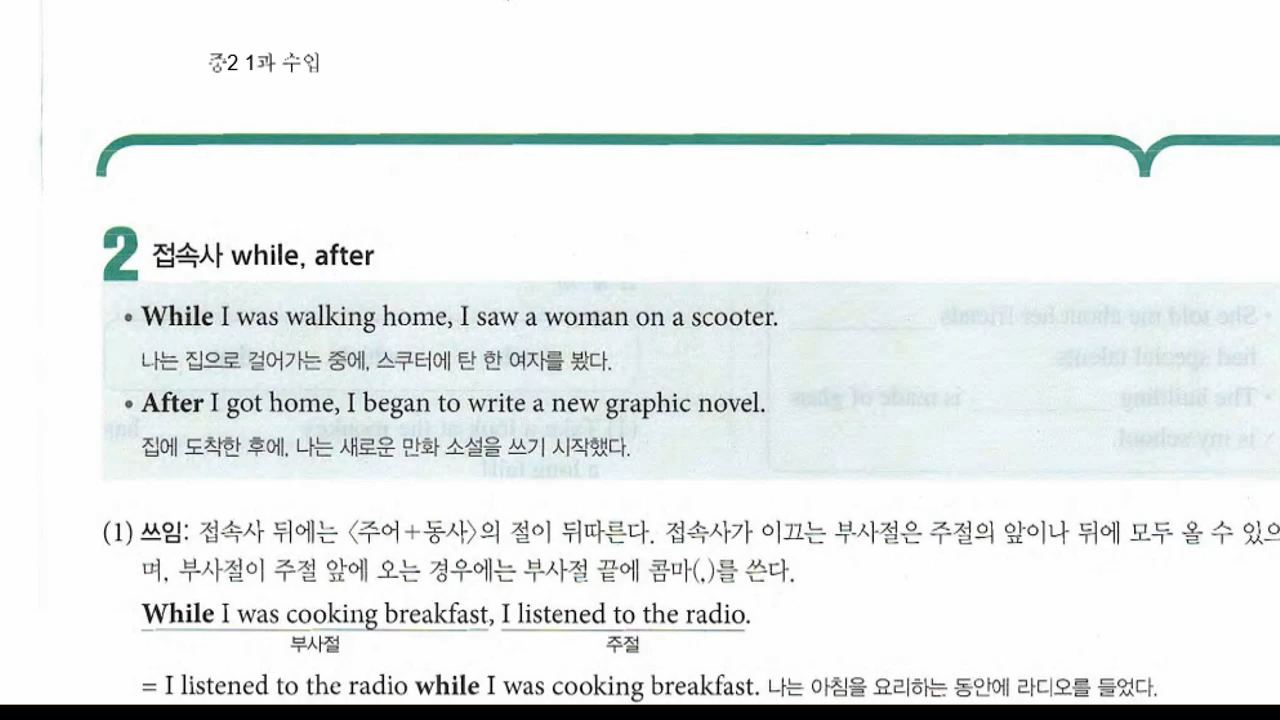 중2 1과 수입
2 접속사 while, after
• While I was walking home, I saw a woman on a scooter.
나는 집으로 걸어가는 중에, 스쿠터에 탄 한 여자를 봤다.
• After I got home, I began to write a new graphic novel.
집에 도착한 후에, 나는 새로운 만화 소설을 쓰기 시작했다.
(1) 쓰임: 접속사 뒤에는 〈주어+동사〉의 절이 뒤따른다. 접속사가 이끄는 부사절은 주절의 앞이나 뒤에 모두 올 수 있으
며, 부사절이 주절 앞에 오는 경우에는 부사절 끝에 콤마(,)를 쓴다.
While I was cooking breakfast, I listened to the radio.
부사절 주절
= I listened to the radio while I was cooking breakfast. 나는 아침을 요리하는 동안에 라디오를 들었다.